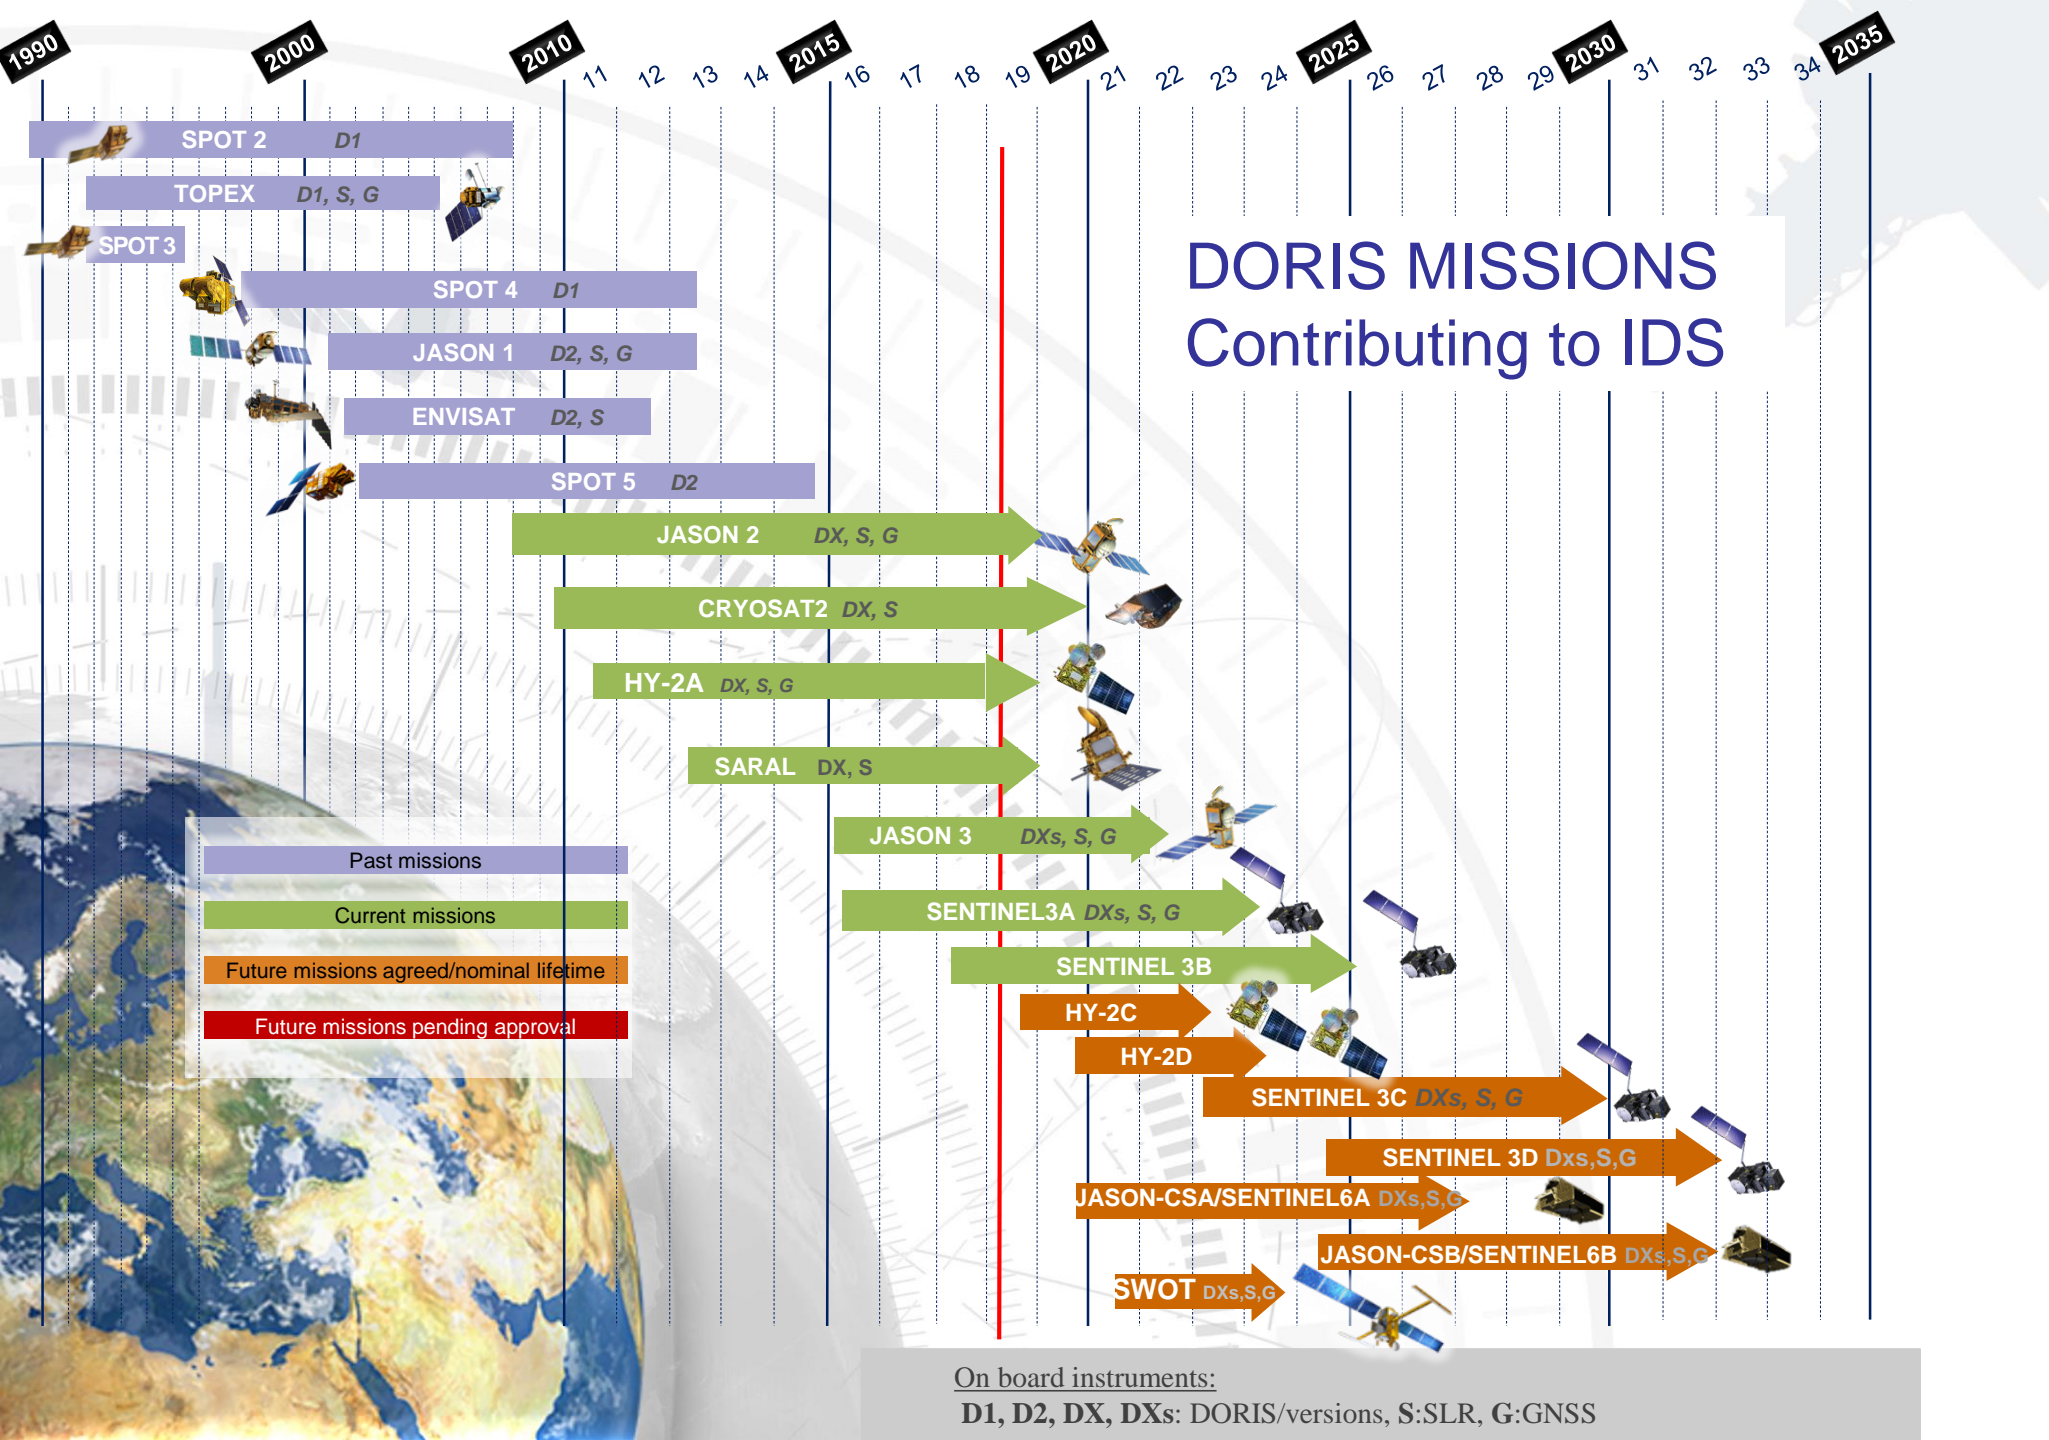 1990 2000 2010 11 12 13 14 2015 16 17 18 19 2020 21 22 23 24 2025 26 27 28 29 2030 31 32 33 34 2035
SPOT 2 D1
TOPEX D1, S, G
SPOT 3
DORIS MISSIONS
Contributing to IDS
SPOT 4 D1
JASON 1 D2, S, G
ENVISAT D2, S
SPOT 5 D2
JASON 2 DX, S, G
CRYOSAT2 DX, S
HY-2A DX, S, G
SARAL DX, S
JASON 3 DXs, S, G
SENTINEL3A DXs, S, G
SENTINEL 3B
HY-2C
HY-2D
SENTINEL 3C DXs, S, G
SENTINEL 3D Dxs,S,G
JASON-CSA/SENTINEL6A DXs,S,G
JASON-CSB/SENTINEL6B DXs,S,G
SWOT DXs,S,G
Past missions
Current missions
Future missions agreed/nominal lifetime
Future missions pending approval
On board instruments:
D1, D2, DX, DXs: DORIS/versions, S:SLR, G:GNSS